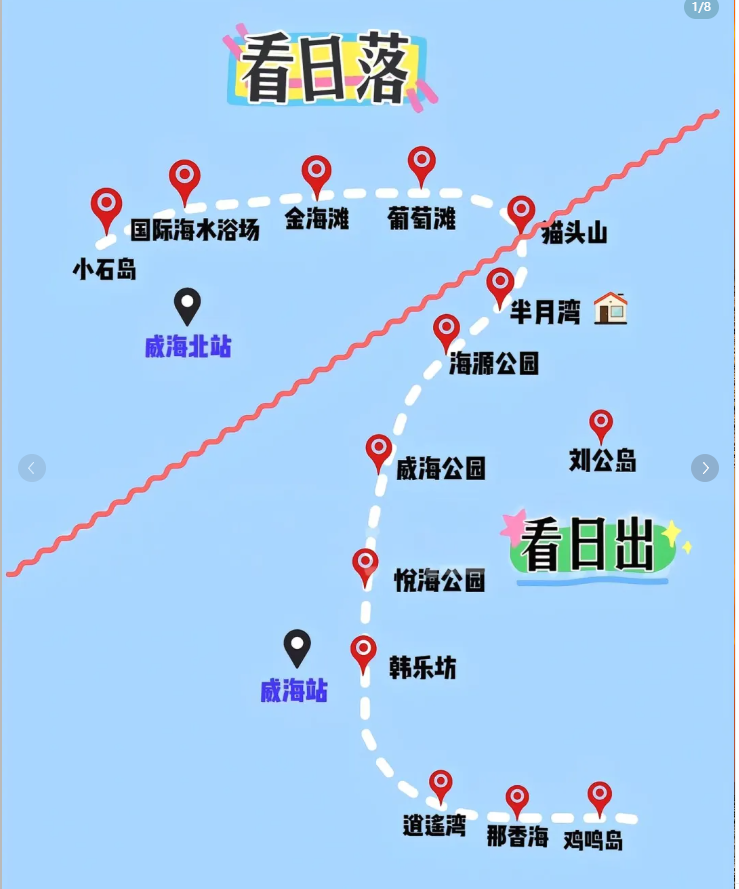 1/8
看日落
小石岛
国际海水浴场
金海滩
葡萄滩
猫头山
威海北站
半月湾
海源公园
威海公园
刘公岛
看日出
悦海公园
韩乐坊
威海站
逍遥湾
那香海
鸡鸣岛